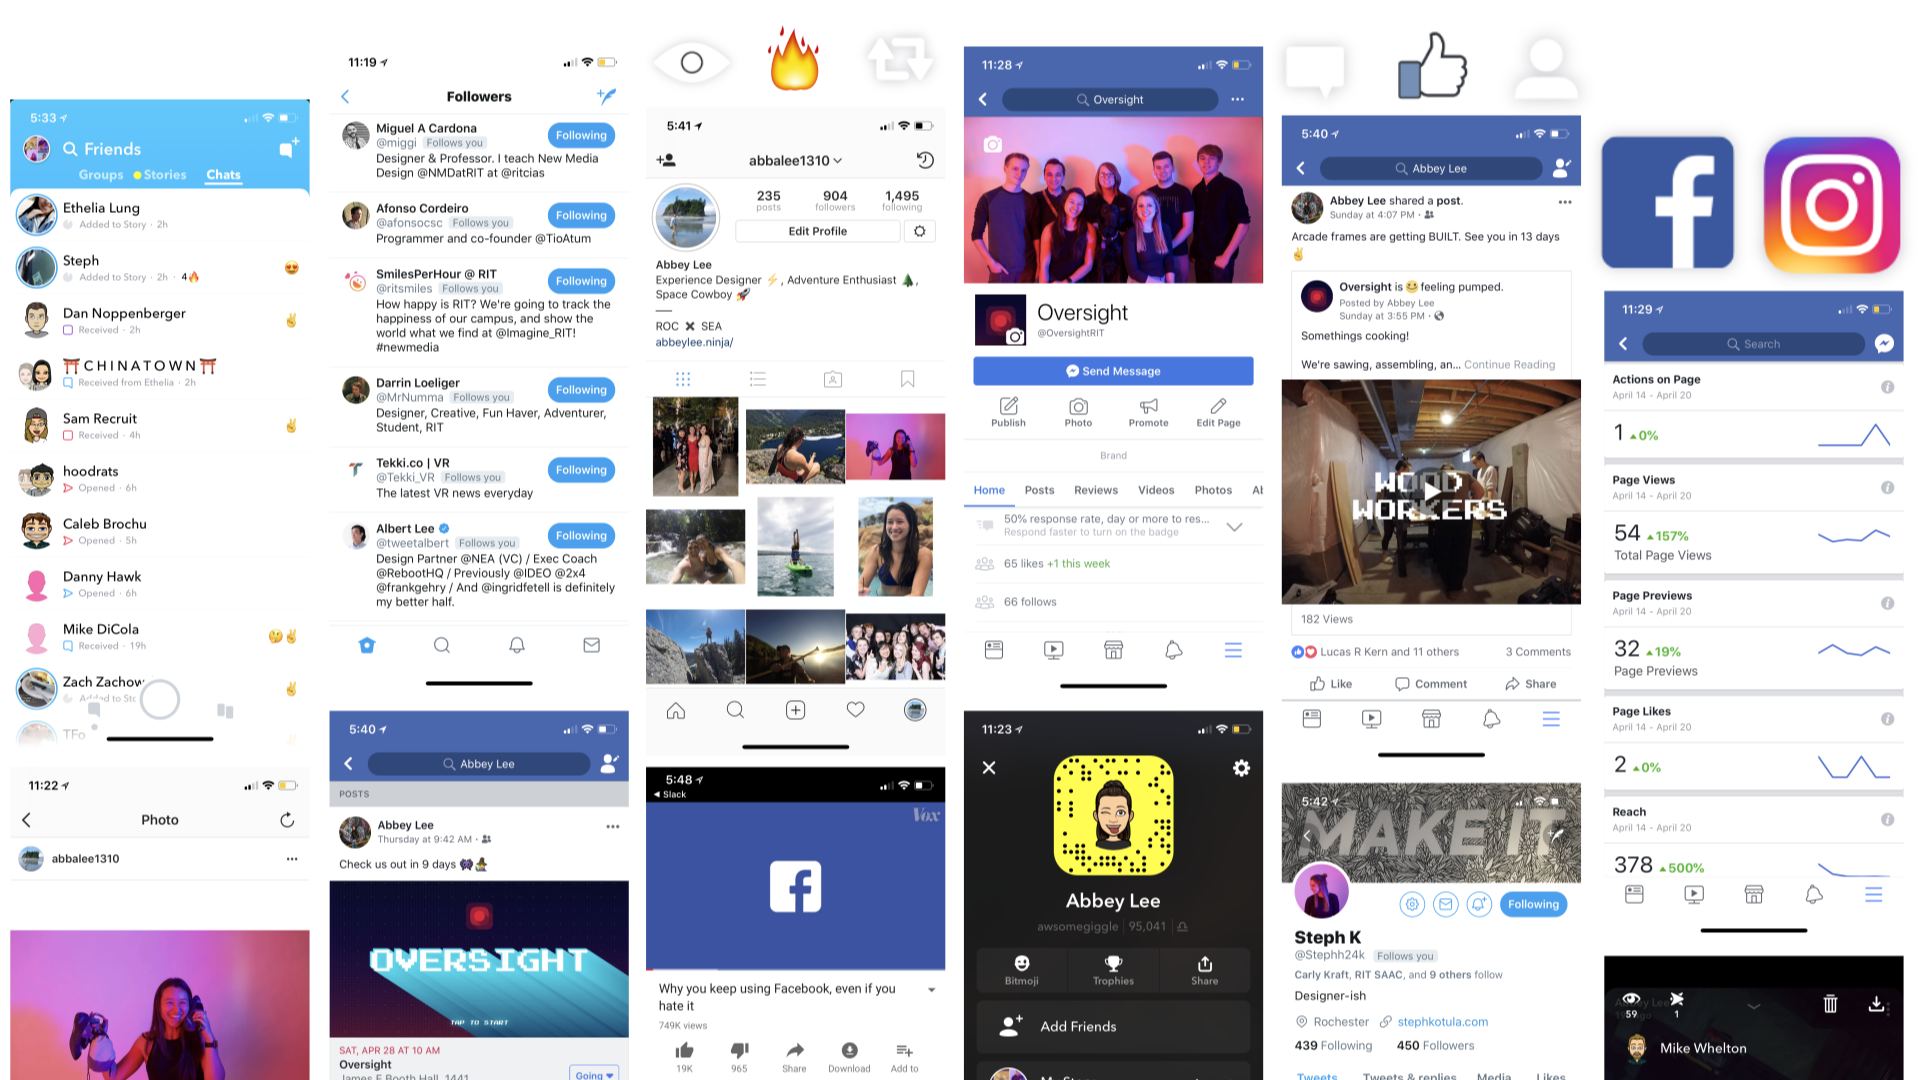 5:33
Friends
Groups Stories Chats
Ethelia Lung
Added to Story · 2h
Steph
Added to Story · 2h · 4🔥
Dan Noppenberger
Received · 2h
⛩️CHINATOWN⛩️
Received from Ethelia · 2h
Sam Recruit
Received · 4h
hoodrats
Opened · 6h
Caleb Brochu
Opened · 5h
Danny Hawk
Opened · 6h
Mike DiCola
Received · 19h
Zach Zachow
Added to Sto
TFo
11:22
Photo
abbalee1310
11:19
Followers
Miguel A Cardona
@miggi Follows you
Following
Designer & Professor. I teach New Media
Design @NMDatRIT at @ritcias
Afonso Cordeiro
@afonsocsc Follows you
Following
Programmer and co-founder @TioAtum
SmilesPerHour @ RIT
@ritsmiles Follows you
Following
How happy is RIT? We're going to track the
happiness of our campus, and show the
world what we find at @Imagine_RIT!
#newmedia
Darrin Loeliger
@MrNumma Follows you
Following
Designer, Creative, Fun Haver, Adventurer,
Student, RIT
Tekki.co | VR
@Tekki_VR Follows you
Following
The latest VR news everyday
Albert Lee
@tweetalbert Follows you
Following
Design Partner @NEA (VC) / Exec Coach
@RebootHQ / Previously @IDEO @2x4
@frankgehry / And @ingridfetell is definitely
my better half.
5:40
Abbey Lee
POSTS
Abbey Lee
Thursday at 9:42 AM ·
Check us out in 9 days
OVERSIGHT
TAP TO START
SAT, APR 28 AT 10 AM
Oversight
James E Booth Hall, 1441
Going
5:41
abbalee1310
235 904 1,495
posts followers following
Edit Profile
Abbey Lee
Experience Designer ⚡, Adventure Enthusiast 🌲,
Space Cowboy 🚀
—
ROC ✖ SEA
abbeylee.ninja/
5:48
Slack
Vox
Why you keep using Facebook, even if you
hate it
749K views
19K 965 Share Download Add to
11:28
Oversight
Oversight
@OversightRIT
Send Message
Publish Photo Promote Edit Page
Brand
Home Posts Reviews Videos Photos Al
50% response rate, day or more to res...
Respond faster to turn on the badge
65 likes +1 this week
66 follows
11:23
Abbey Lee
awsomegiggle | 95,041
Bitmoji Trophies Share
Add Friends
5:40
Abbey Lee
Abbey Lee shared a post.
Sunday at 4:07 PM ·
Arcade frames are getting BUILT. See you in 13 days
✌️
Oversight is 😄 feeling pumped.
Posted by Abbey Lee
Sunday at 3:55 PM ·
Somethings cooking!
We're sawing, assembling, an... Continue Reading
WOOD
WORKERS
182 Views
Lucas R Kern and 11 others 3 Comments
Like Comment Share
5:42
MAKE IT
Following
Steph K
@Stephh24k Follows you
Carly Kraft, RIT SAAC, and 9 others follow
Designer-ish
Rochester stephkotula.com
439 Following 450 Followers
Tweets Tweets & replies Media Likes
11:29
Search
Actions on Page
April 14 - April 20
1 0%
Page Views
April 14 - April 20
54 157%
Total Page Views
Page Previews
April 14 - April 20
32 19%
Page Previews
Page Likes
April 14 - April 20
2 0%
Reach
April 14 - April 20
378 500%
59 1
Mike Whelton